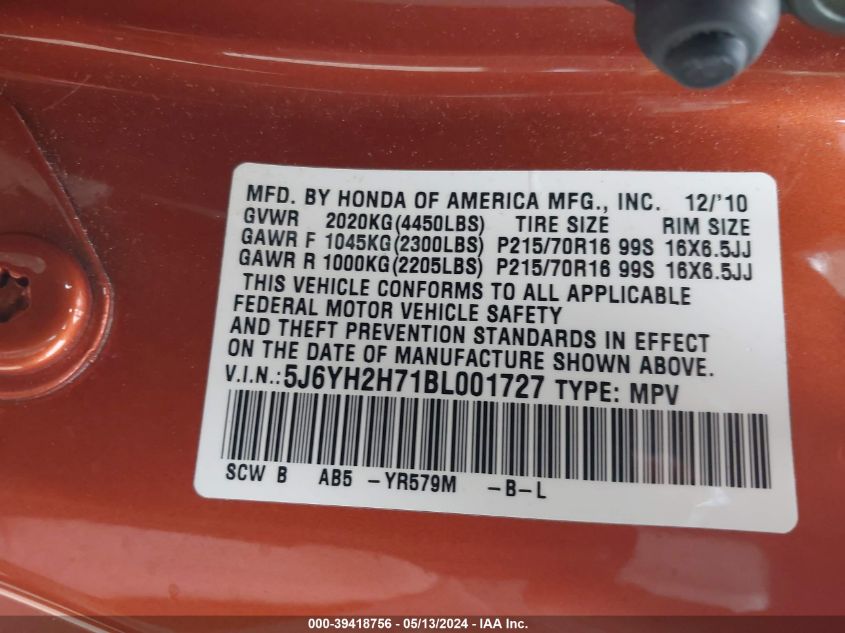 MFD. BY HONDA OF AMERICA MFG., INC. 12/'10
GVWR 2020KG(4450LBS) TIRE SIZE RIM SIZE
GAWR F 1045KG(2300LBS) P215/70R16 99S 16X6.5JJ
GAWR R 1000KG(2205LBS) P215/70R16 99S 16X6.5JJ
THIS VEHICLE CONFORMS TO ALL APPLICABLE
FEDERAL MOTOR VEHICLE SAFETY
AND THEFT PREVENTION STANDARDS IN EFFECT
ON THE DATE OF MANUFACTURE SHOWN ABOVE.
V.I.N.:5J6YH2H71BL001727 TYPE: MPV
SCW B AB5 -YR579M -B-L
000-39418756 - 05/13/2024 - IAA Inc.